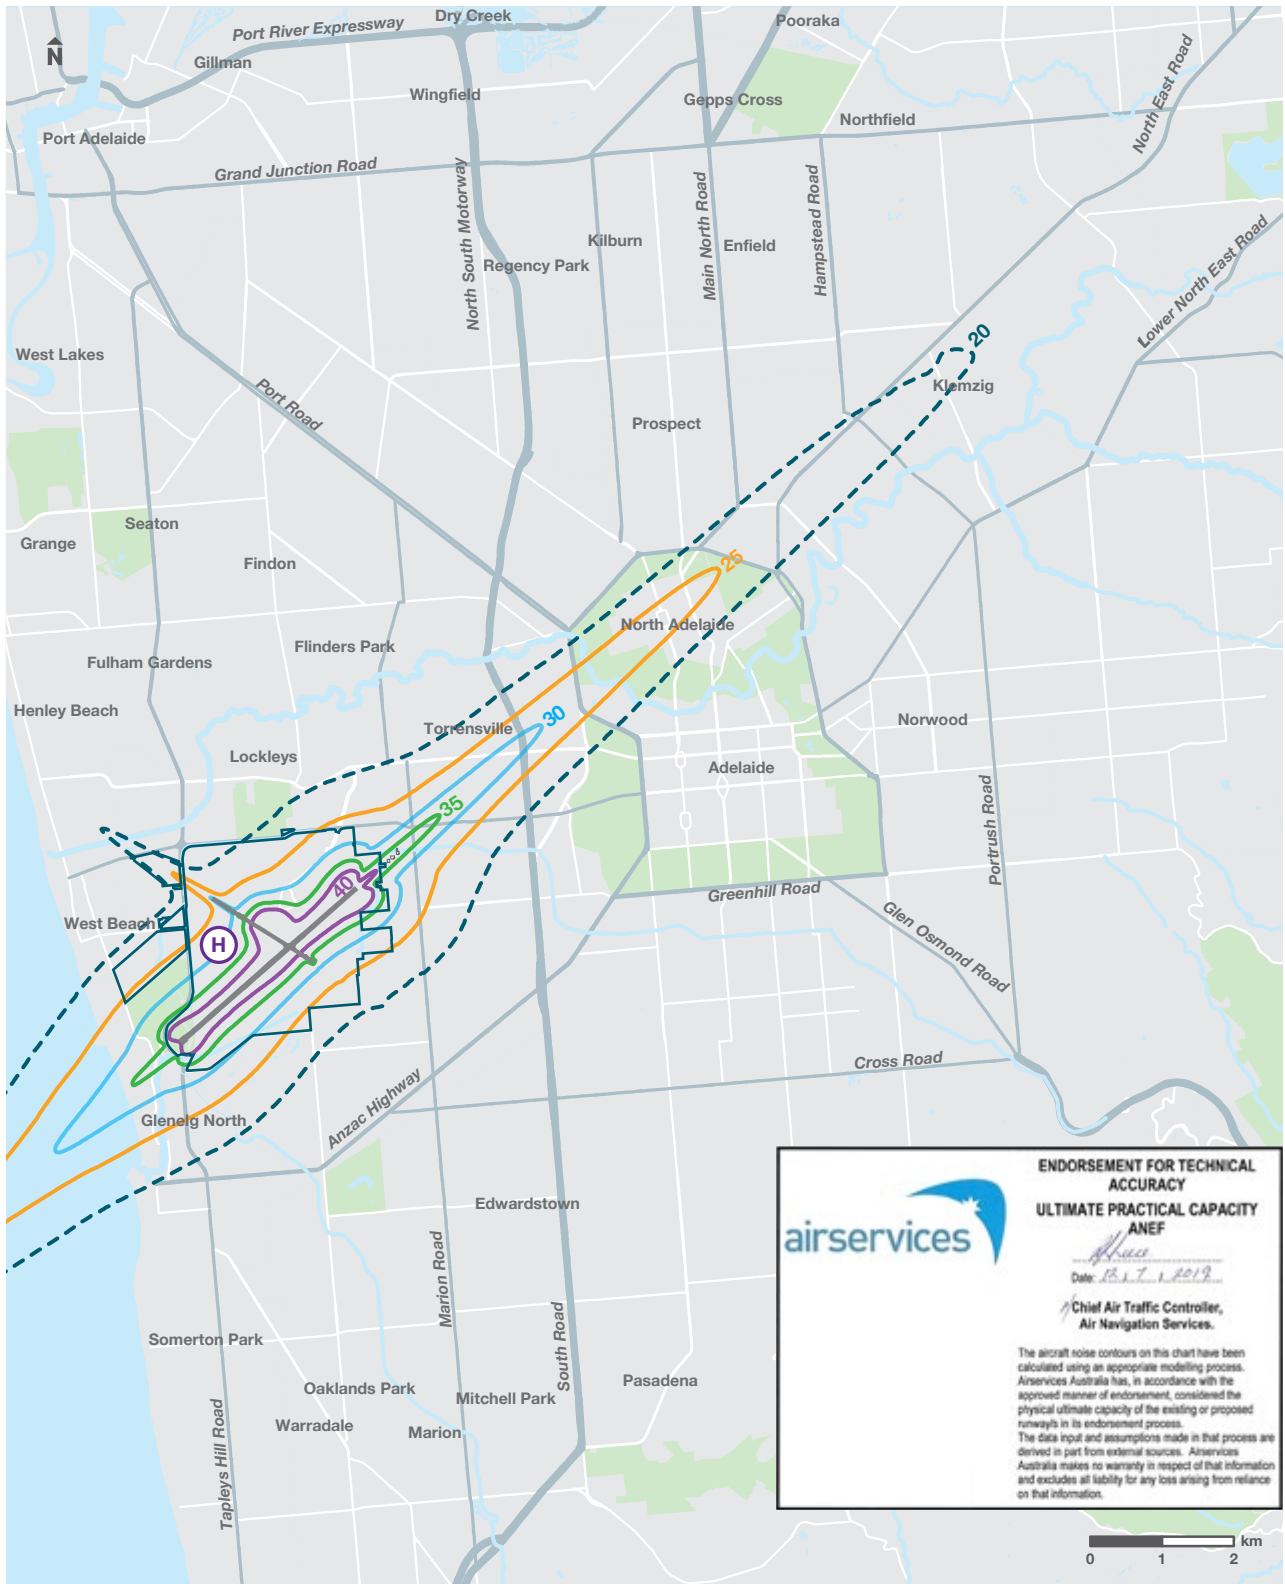 Dry Creek
Pooraka
Port River Expressway
N
Gillman
North East Road
Wingfield
Gepps Cross
Northfield
Port Adelaide
Grand Junction Road
North South Motorway
Main North Road
Hampstead Road
Kilburn
Enfield
Regency Park
Lower North East Road
West Lakes
20
Klemzig
Port Road
Prospect
Seaton
Grange
Findon
25
North Adelaide
Flinders Park
Fulham Gardens
Henley Beach
30
Norwood
Torrensville
Lockleys
Adelaide
35
Portrush Road
40
Greenhill Road
West Beach
H
Glen Osmond Road
Cross Road
Anzac Highway
Glenelg North
Edwardstown
Marion Road
South Road
Somerton Park
Pasadena
Oaklands Park
Mitchell Park
Warradale
Marion
Tapleys Hill Road
airservices
ENDORSEMENT FOR TECHNICAL
ACCURACY
ULTIMATE PRACTICAL CAPACITY
ANEF
Date:
Chief Air Traffic Controller,
Air Navigation Services.
The aircraft noise contours on this chart have been
calculated using an appropriate modelling process.
Airservices Australia has, in accordance with the
approved manner of endorsement, considered the
physical ultimate capacity of the existing or proposed
runway/s in its endorsement process.
The data input and assumptions made in that process are
derived in part from external sources. Airservices
Australia makes no warranty in respect of that information
and excludes all liability for any loss arising from reliance
on that information.
km
0 1 2